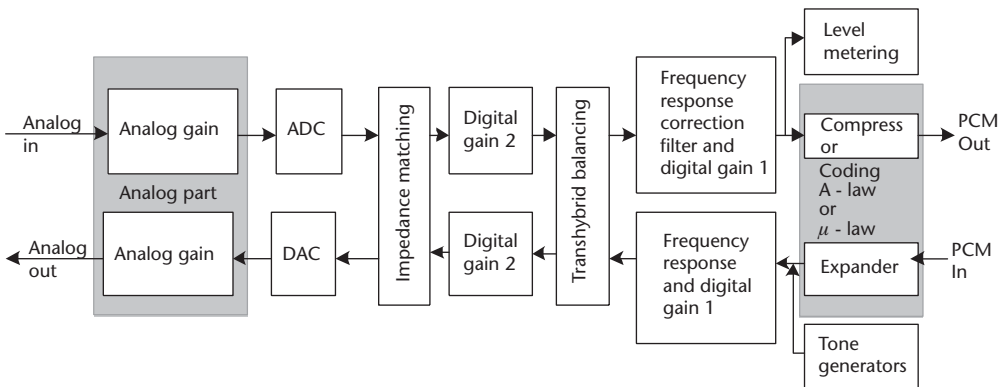 Level
metering
Analog
in
Analog gain
ADC
Impedance matching
Digital
gain 2
Transhybrid balancing
Frequency
response
correction
filter and
digital gain 1
Compress
or
PCM
Out
Analog part
Coding
A - law
or
μ - law
Analog
out
Analog gain
DAC
Digital
gain 2
Frequency
response
and digital
gain 1
Expander
PCM
In
Tone
generators